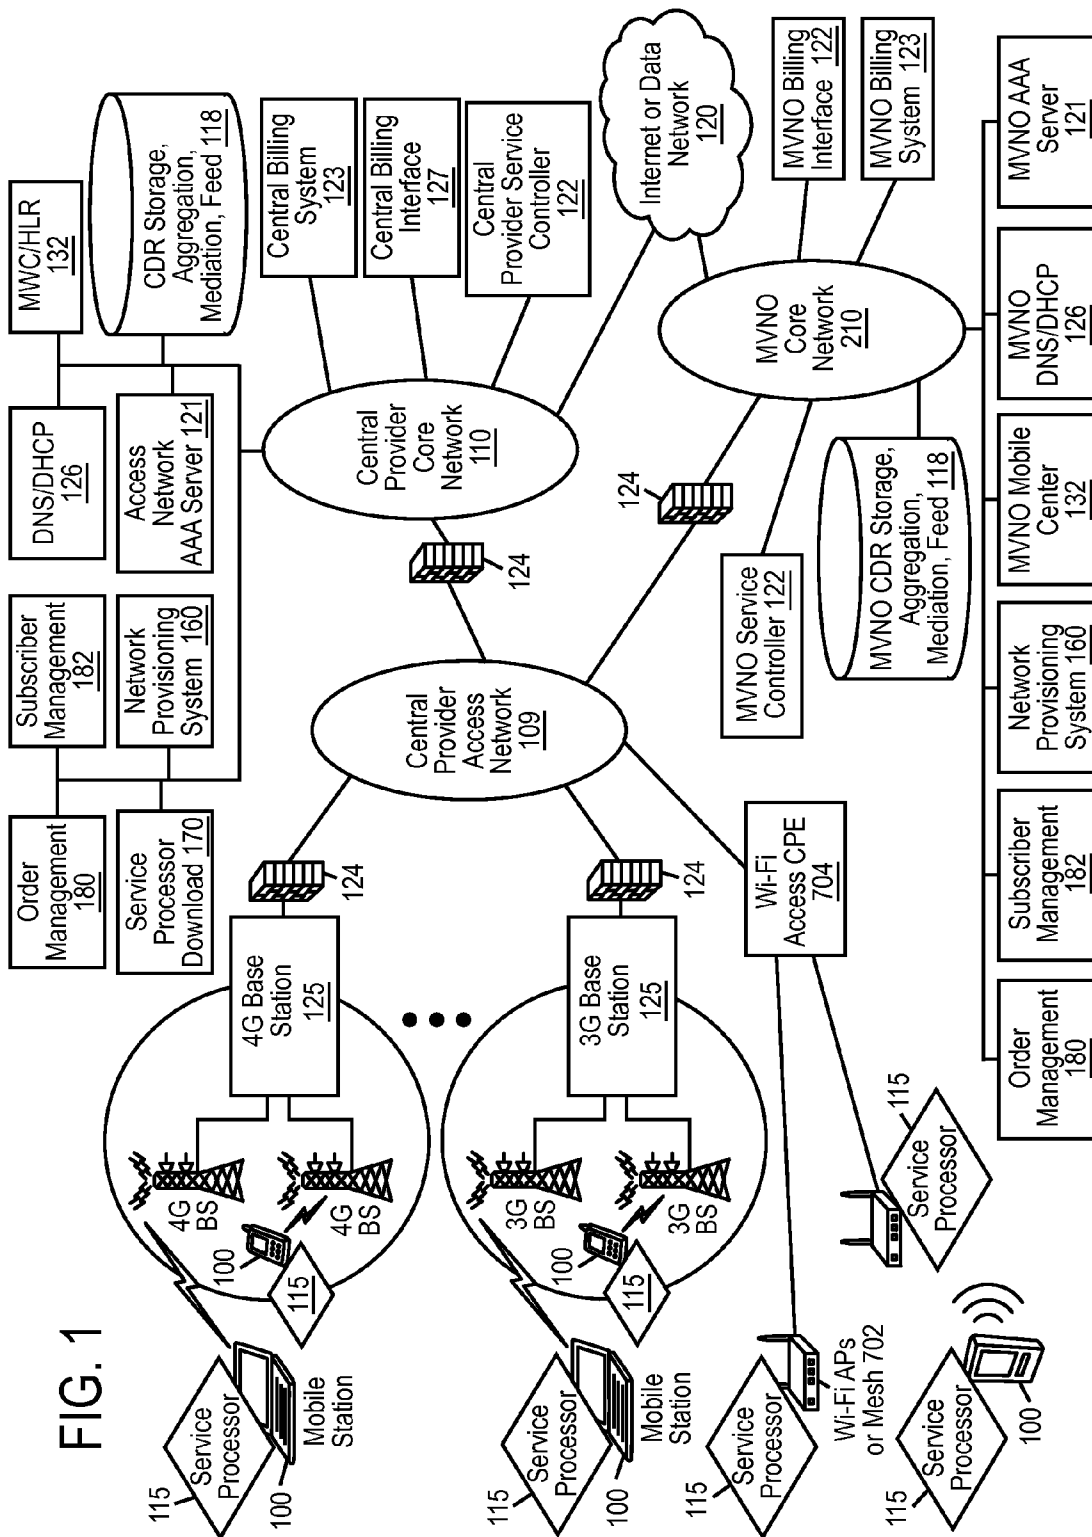 FIG. 1
Order
Management
180
Subscriber
Management
182
DNS/DHCP
126
MWC/HLR
132
Service
Processor
Download 170
Network
Provisioning
System 160
Access
Network
AAA Server 121
CDR Storage,
Aggregation,
Mediation, Feed 118
Central Billing
System
123
Central Billing
Interface
127
Central
Provider Service
Controller
122
Central
Provider
Core
Network
110
124
Central
Provider
Access
Network
109
124
4G Base
Station
125
4G
BS
4G
BS
100
115
Service
Processor
115
100
Mobile
Station
Internet or Data
Network
120
124
3G Base
Station
125
3G
BS
3G
BS
100
115
Service
Processor
115
100
Mobile
Station
124
MVNO
Core
Network
210
MVNO Billing
Interface 122
MVNO Billing
System 123
MVNO Service
Controller 122
MVNO CDR Storage,
Aggregation,
Mediation, Feed 118
Wi-Fi
Access CPE
704
Service
Processor
115
Wi-Fi APs
or Mesh 702
Service
Processor
115
Service
Processor
115
100
Order
Management
180
Subscriber
Management
182
Network
Provisioning
System 160
MVNO Mobile
Center
132
MVNO
DNS/DHCP
126
MVNO AAA
Server
121